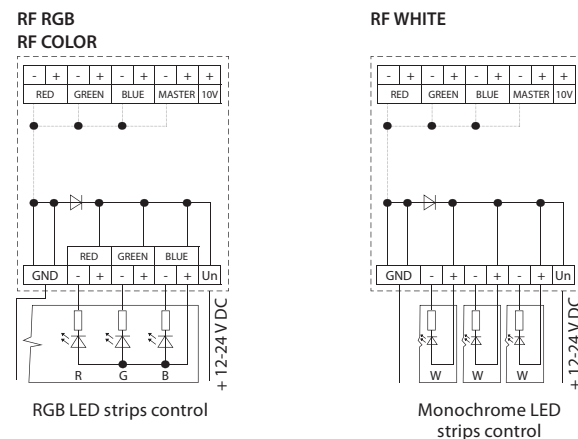 RF RGB
RF COLOR
- + - + - + - + +
RED GREEN BLUE MASTER 10V
RED GREEN BLUE
GND - + - + - + Un
R G B
+ 12-24 V DC
RGB LED strips control
RF WHITE
- + - + - + - + +
RED GREEN BLUE MASTER 10V
GND - + - + - + Un
W W W
+ 12-24 V DC
Monochrome LED
strips control